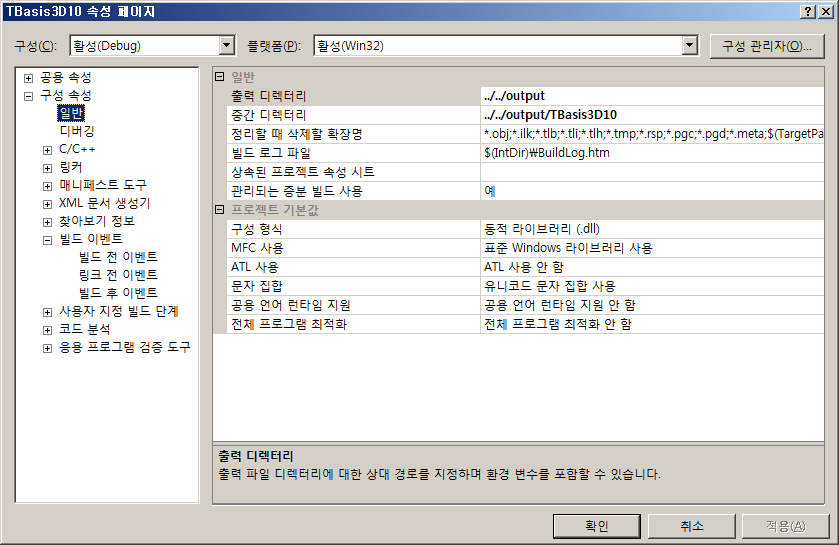 TBasis3D10 속성 페이지
구성(C): 활성(Debug) 플랫폼(P): 활성(Win32) 구성 관리자(O)...
공용 속성
구성 속성
일반
디버깅
C/C++
링커
매니페스트 도구
XML 문서 생성기
찾아보기 정보
빌드 이벤트
빌드 전 이벤트
링크 전 이벤트
빌드 후 이벤트
사용자 지정 빌드 단계
코드 분석
응용 프로그램 검증 도구
일반
출력 디렉터리 ../../output
중간 디렉터리 ../../output/TBasis3D10
정리할 때 삭제할 확장명 *.obj;*.ilk;*.tlb;*.tli;*.tlh;*.tmp;*.rsp;*.pgc;*.pgd;*.meta;$(TargetPa
빌드 로그 파일 $(IntDir)₩BuildLog.htm
상속된 프로젝트 속성 시트
관리되는 증분 빌드 사용 예
프로젝트 기본값
구성 형식 동적 라이브러리 (.dll)
MFC 사용 표준 Windows 라이브러리 사용
ATL 사용 ATL 사용 안 함
문자 집합 유니코드 문자 집합 사용
공용 언어 런타임 지원 공용 언어 런타임 지원 안 함
전체 프로그램 최적화 전체 프로그램 최적화 안 함
출력 디렉터리
출력 파일 디렉터리에 대한 상대 경로를 지정하며 환경 변수를 포함할 수 있습니다.
확인 취소 적용(A)